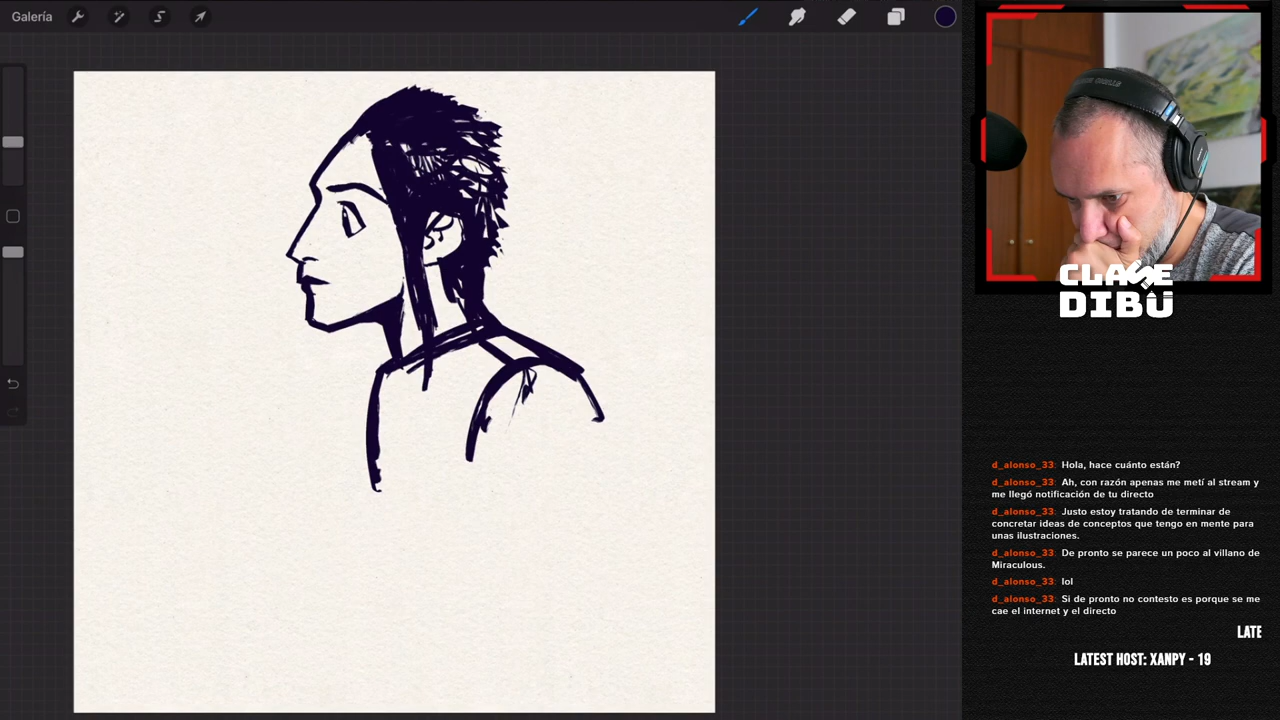 Galería
CLASE
DIBU
d_alonso_33: Hola, hace cuánto están?
d_alonso_33: Ah, con razón apenas me metí al stream y
me llegó notificación de tu directo
d_alonso_33: Justo estoy tratando de terminar de
concretar ideas de conceptos que tengo en mente para
unas ilustraciones.
d_alonso_33: De pronto se parece un poco al villano de
Miraculous.
d_alonso_33: lol
d_alonso_33: Si de pronto no contesto es porque se me
cae el internet y el directo
LATE
LATEST HOST: XANPY - 19